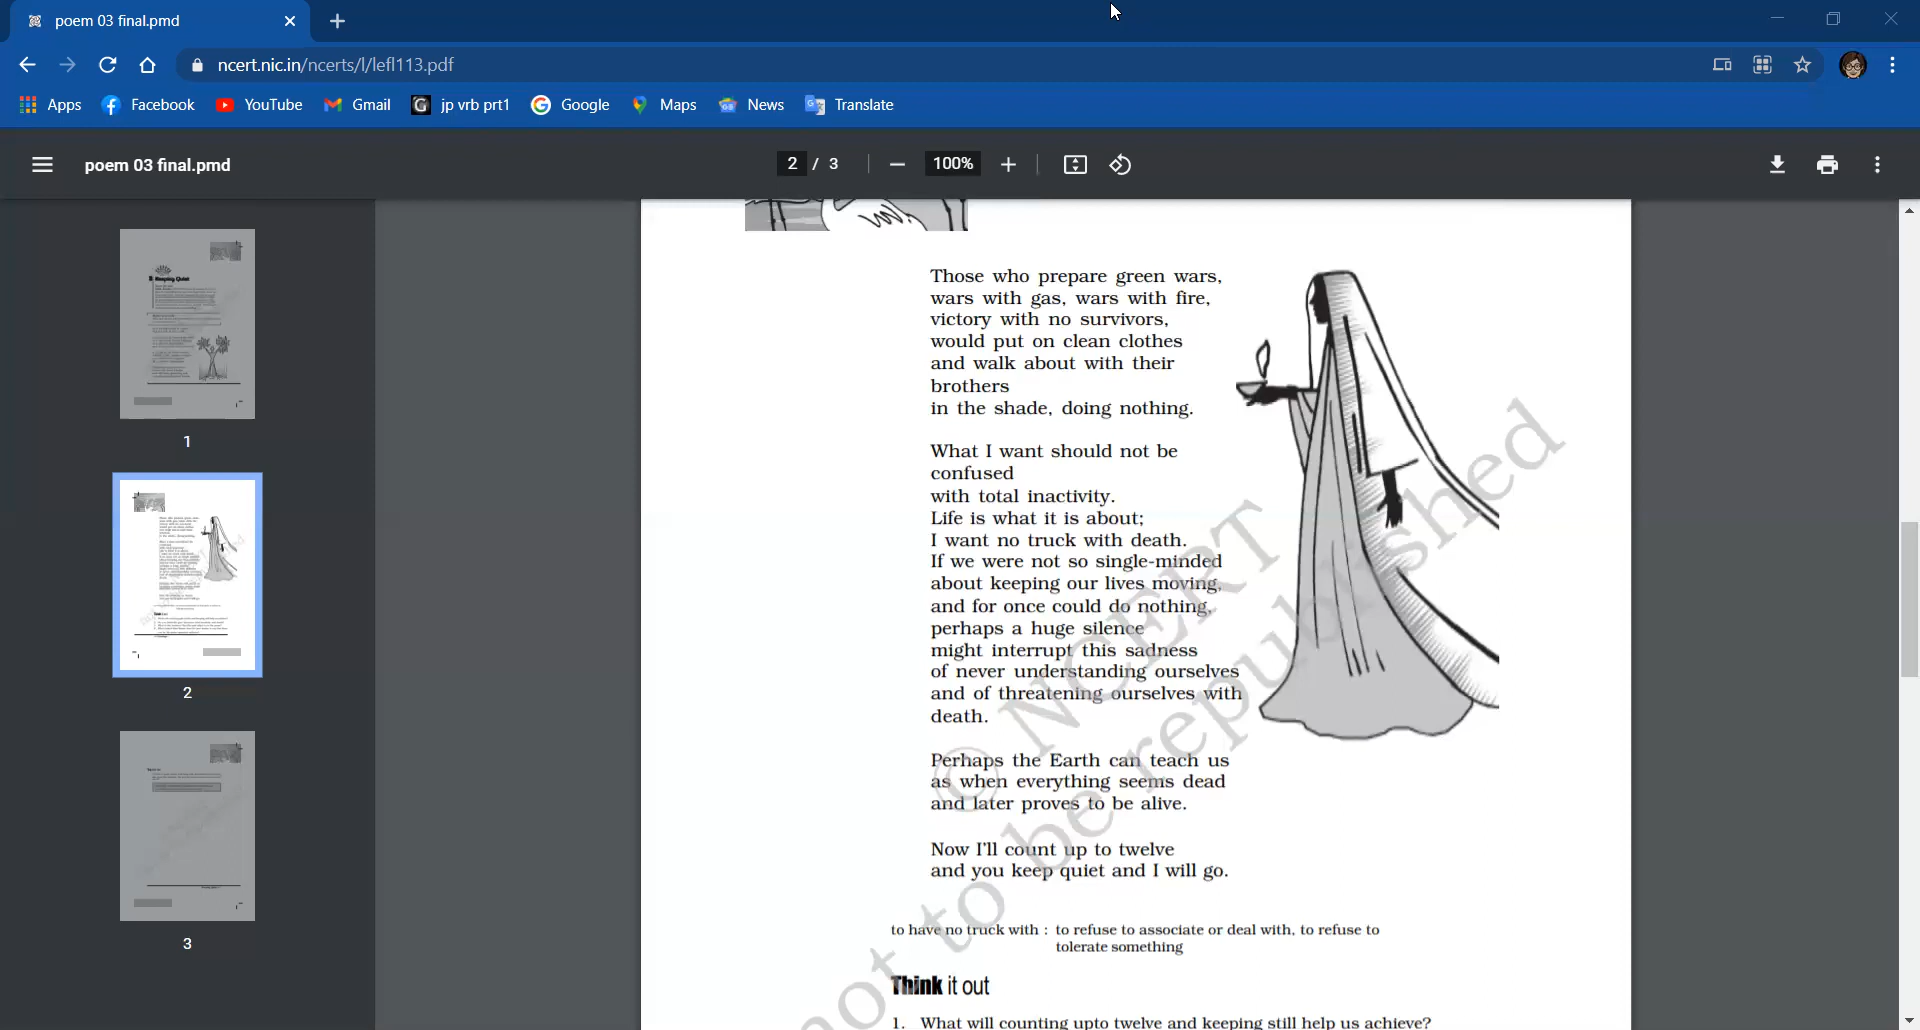 poem 03 final.pmd
ncert.nic.in/ncerts/l/lefl113.pdf
Apps Facebook YouTube Gmail jp vrb prt1 Google Maps News Translate
poem 03 final.pmd 2 / 3 100%
1
2
3
Those who prepare green wars,
wars with gas, wars with fire,
victory with no survivors,
would put on clean clothes
and walk about with their
brothers
in the shade, doing nothing.
What I want should not be
confused
with total inactivity.
Life is what it is about;
I want no truck with death.
If we were not so single-minded
about keeping our lives moving,
and for once could do nothing,
perhaps a huge silence
might interrupt this sadness
of never understanding ourselves
and of threatening ourselves with
death.
Perhaps the Earth can teach us
as when everything seems dead
and later proves to be alive.
Now I'll count up to twelve
and you keep quiet and I will go.
to have no truck with : to refuse to associate or deal with, to refuse to
tolerate something
Think it out
1. What will counting upto twelve and keeping still help us achieve?
© NCERT
not to be republished